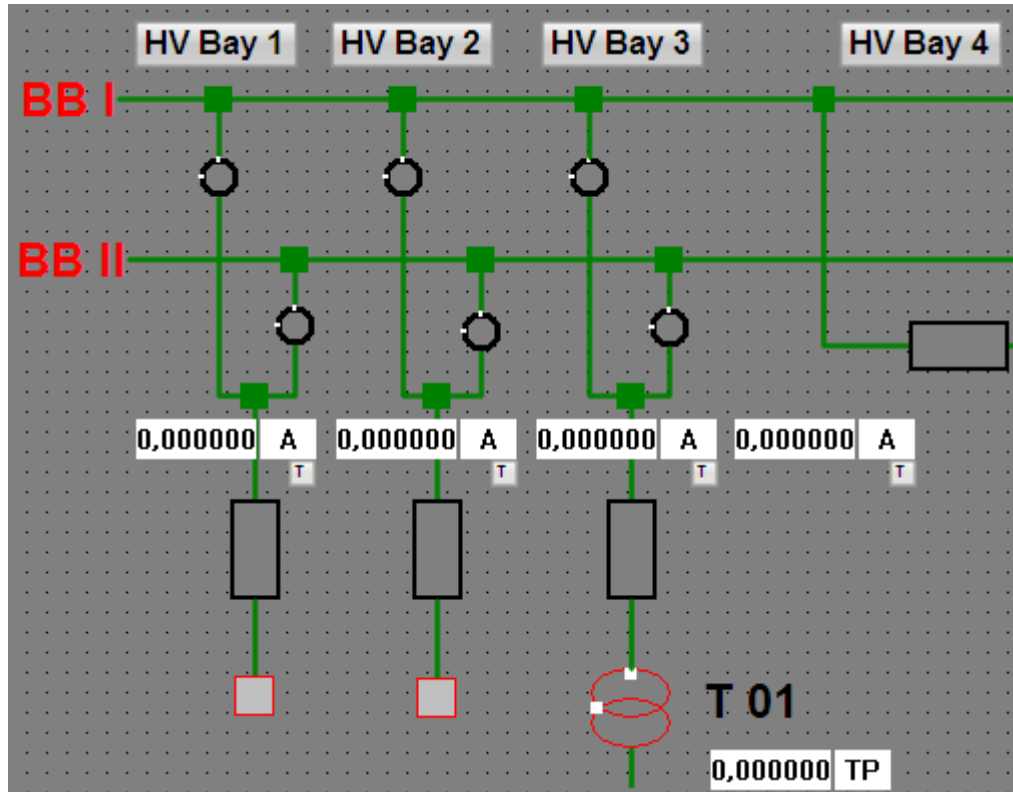 HV Bay 1 HV Bay 2 HV Bay 3 HV Bay 4
BB I
BB II
0,000000 A 0,000000 A 0,000000 A 0,000000 A
T T T T
T 01
0,000000 TP